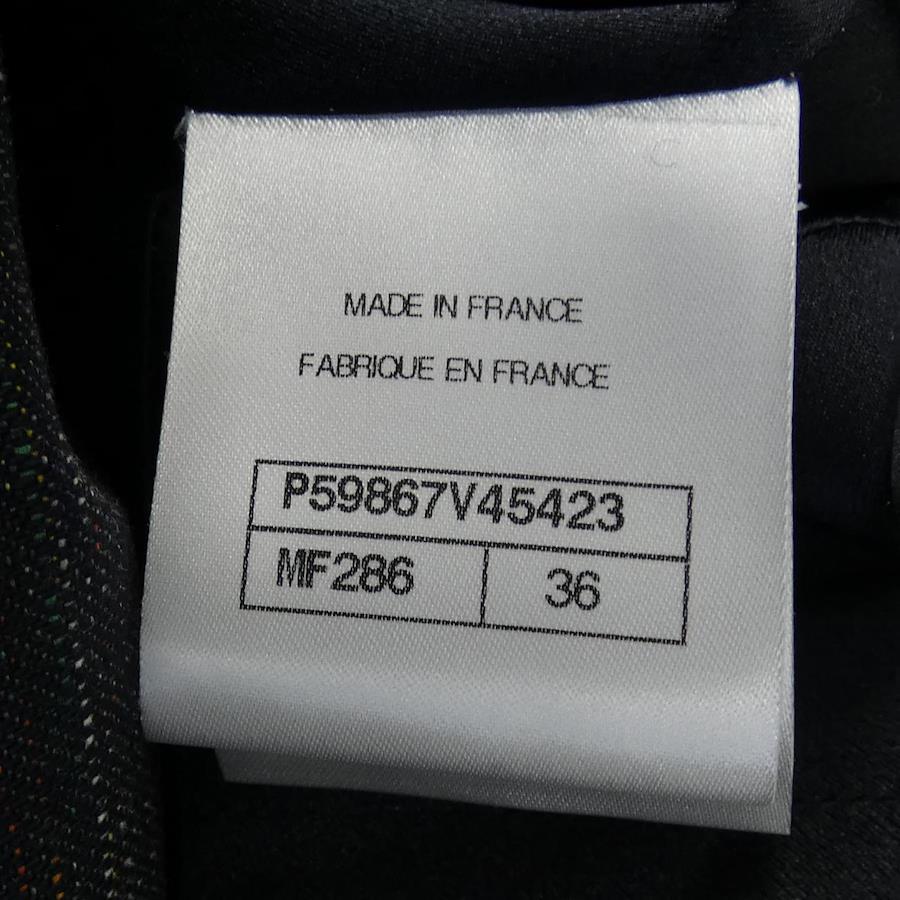 MADE IN FRANCE
FABRIQUE EN FRANCE
P59867V45423
MF286 36